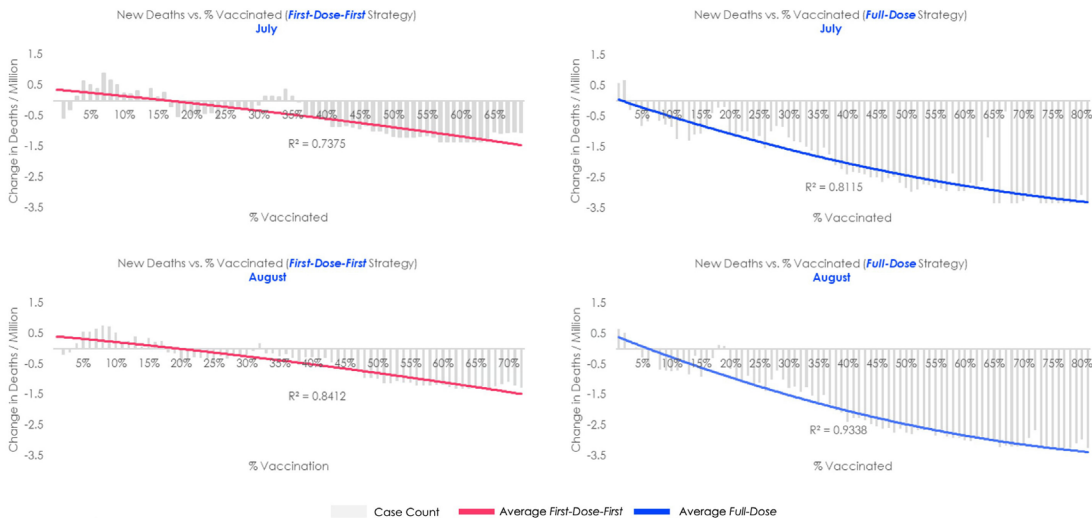 New Deaths vs. % Vaccinated (First-Dose-First Strategy)
July
Change in Deaths / Million
1.5
0.5
-0.5
-1.5
-2.5
-3.5
5% 10% 15% 20% 25% 30% 35% 40% 45% 50% 55% 60% 65%
R² = 0.7375
% Vaccinated
New Deaths vs. % Vaccinated (Full-Dose Strategy)
July
Change in Deaths / Million
1.5
0.5
-0.5
-1.5
-2.5
-3.5
5% 10% 15% 20% 25% 30% 35% 40% 45% 50% 55% 60% 65% 70% 75% 80%
R² = 0.8115
% Vaccinated
New Deaths vs. % Vaccinated (First-Dose-First Strategy)
August
Change in Deaths / Million
1.5
0.5
-0.5
-1.5
-2.5
-3.5
5% 10% 15% 20% 25% 30% 35% 40% 45% 50% 55% 60% 65% 70%
R² = 0.8412
% Vaccination
New Deaths vs. % Vaccinated (Full-Dose Strategy)
August
Change in Deaths / Million
1.5
0.5
-0.5
-1.5
-2.5
-3.5
5% 10% 15% 20% 25% 30% 35% 40% 45% 50% 55% 60% 65% 70% 75% 80%
R² = 0.9338
% Vaccinated
Case Count Average First-Dose-First Average Full-Dose